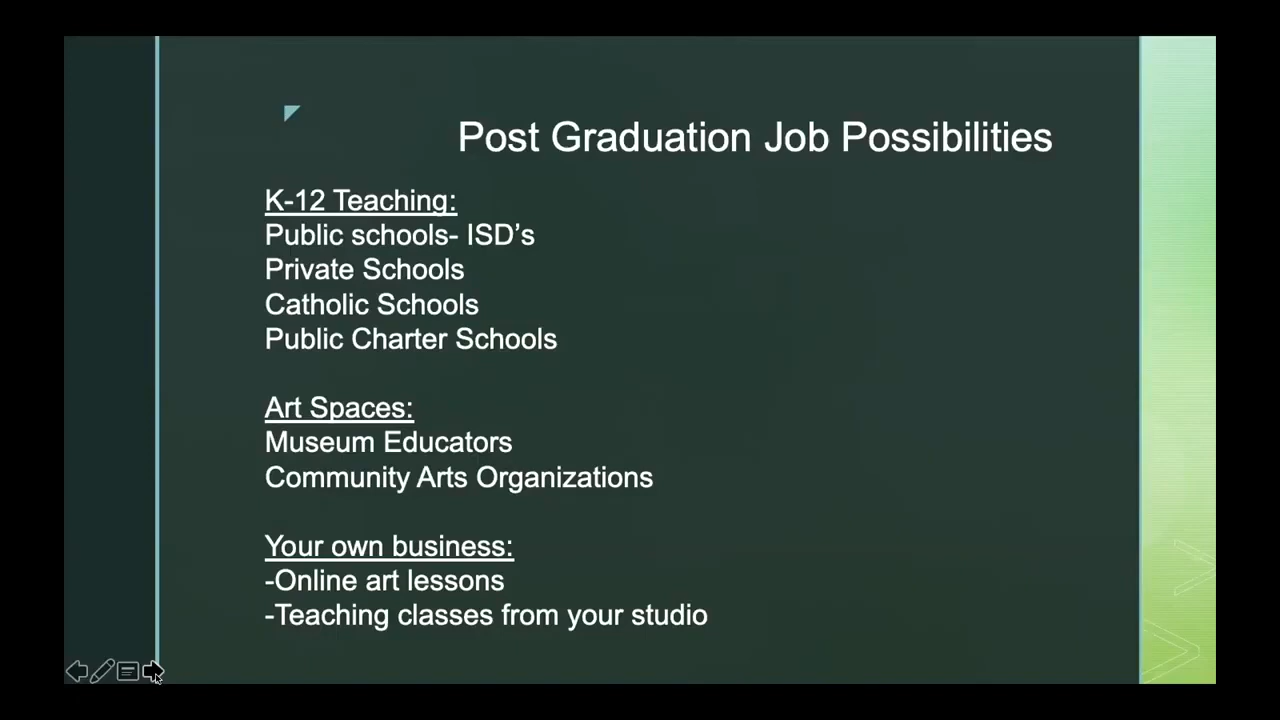 Post Graduation Job Possibilities
K-12 Teaching:
Public schools- ISD’s
Private Schools
Catholic Schools
Public Charter Schools
Art Spaces:
Museum Educators
Community Arts Organizations
Your own business:
-Online art lessons
-Teaching classes from your studio